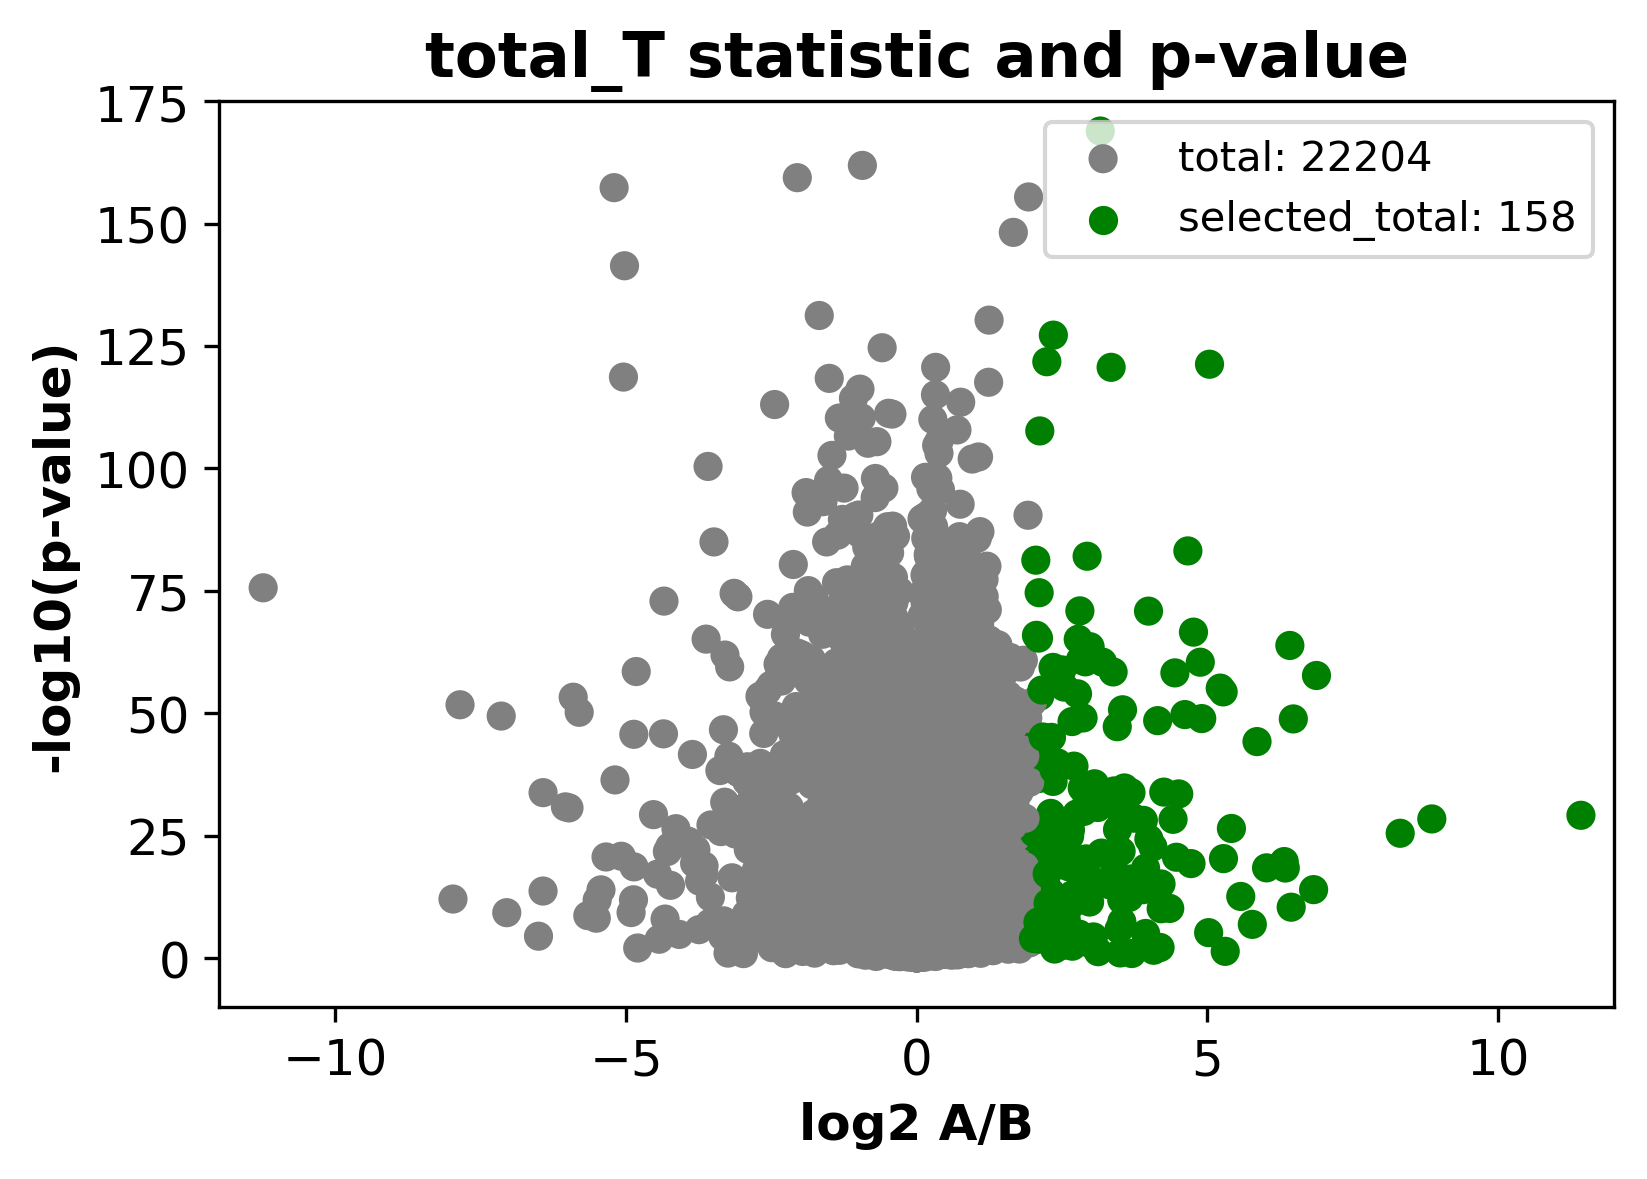 total_T statistic and p-value
175
150
125
100
75
50
25
0
-log10(p-value)
total: 22204
selected_total: 158
−10
−5
0
5
10
log2 A/B